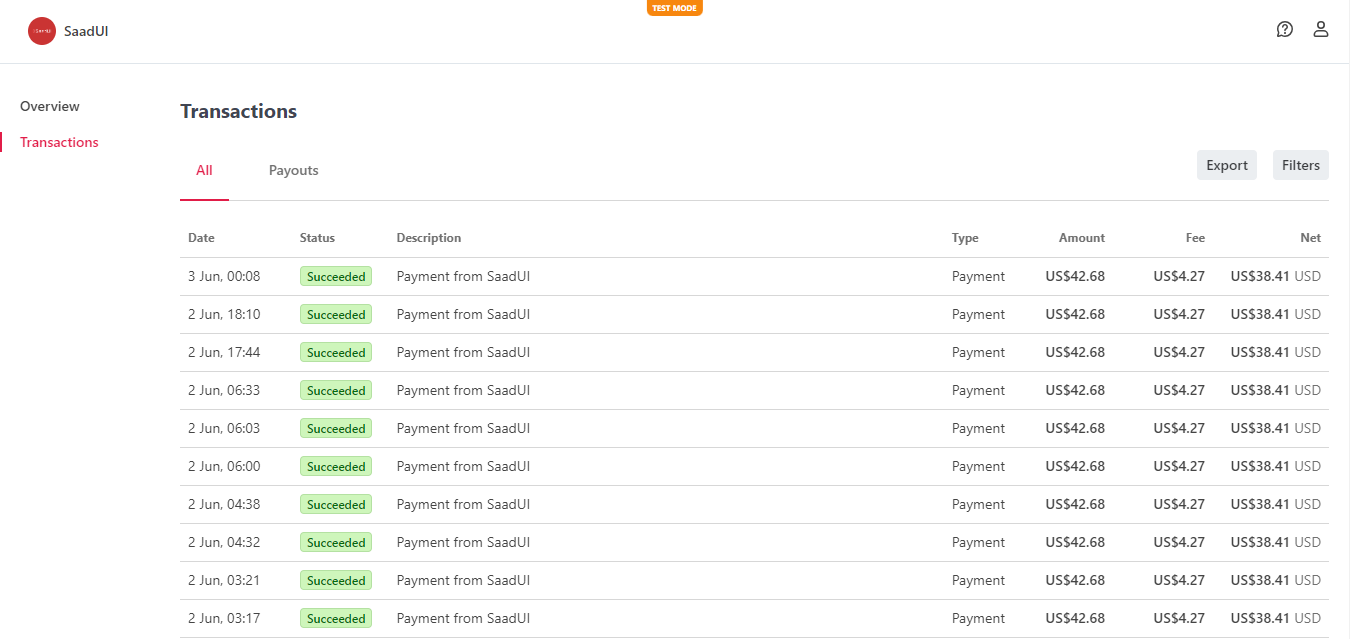 TEST MODE
SaadUI
Overview
Transactions
Transactions
All Payouts Export Filters
Date Status Description Type Amount Fee Net
3 Jun, 00:08 Succeeded Payment from SaadUI Payment US$42.68 US$4.27 US$38.41 USD
2 Jun, 18:10 Succeeded Payment from SaadUI Payment US$42.68 US$4.27 US$38.41 USD
2 Jun, 17:44 Succeeded Payment from SaadUI Payment US$42.68 US$4.27 US$38.41 USD
2 Jun, 06:33 Succeeded Payment from SaadUI Payment US$42.68 US$4.27 US$38.41 USD
2 Jun, 06:03 Succeeded Payment from SaadUI Payment US$42.68 US$4.27 US$38.41 USD
2 Jun, 06:00 Succeeded Payment from SaadUI Payment US$42.68 US$4.27 US$38.41 USD
2 Jun, 04:38 Succeeded Payment from SaadUI Payment US$42.68 US$4.27 US$38.41 USD
2 Jun, 04:32 Succeeded Payment from SaadUI Payment US$42.68 US$4.27 US$38.41 USD
2 Jun, 03:21 Succeeded Payment from SaadUI Payment US$42.68 US$4.27 US$38.41 USD
2 Jun, 03:17 Succeeded Payment from SaadUI Payment US$42.68 US$4.27 US$38.41 USD